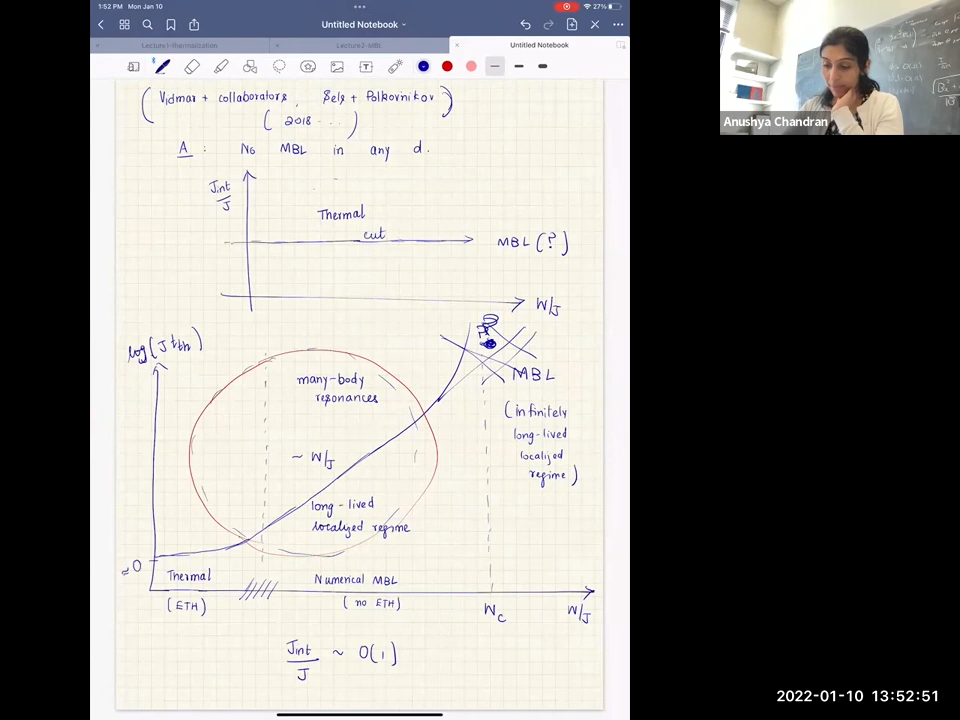 1:52 PM Mon Jan 10
27%
Untitled Notebook
Lecture1-thermalization
Lecture2-MBL
Untitled Notebook
(Vidmar + collaborators, Sels + Polkovnikov)
(2018 ...)
A : No MBL in any d.
Jint/J
Thermal
cut
MBL (?)
W/J
log(J tth)
many-body
resonances
MBL
(infinitely
long-lived
localized
regime)
~ W/J
long-lived
localized regime
≈0
Thermal
Numerical MBL
(ETH)
(no ETH)
Wc
W/J
Jint/J ~ O(1)
Anushya Chandran
2022-01-10 13:52:51